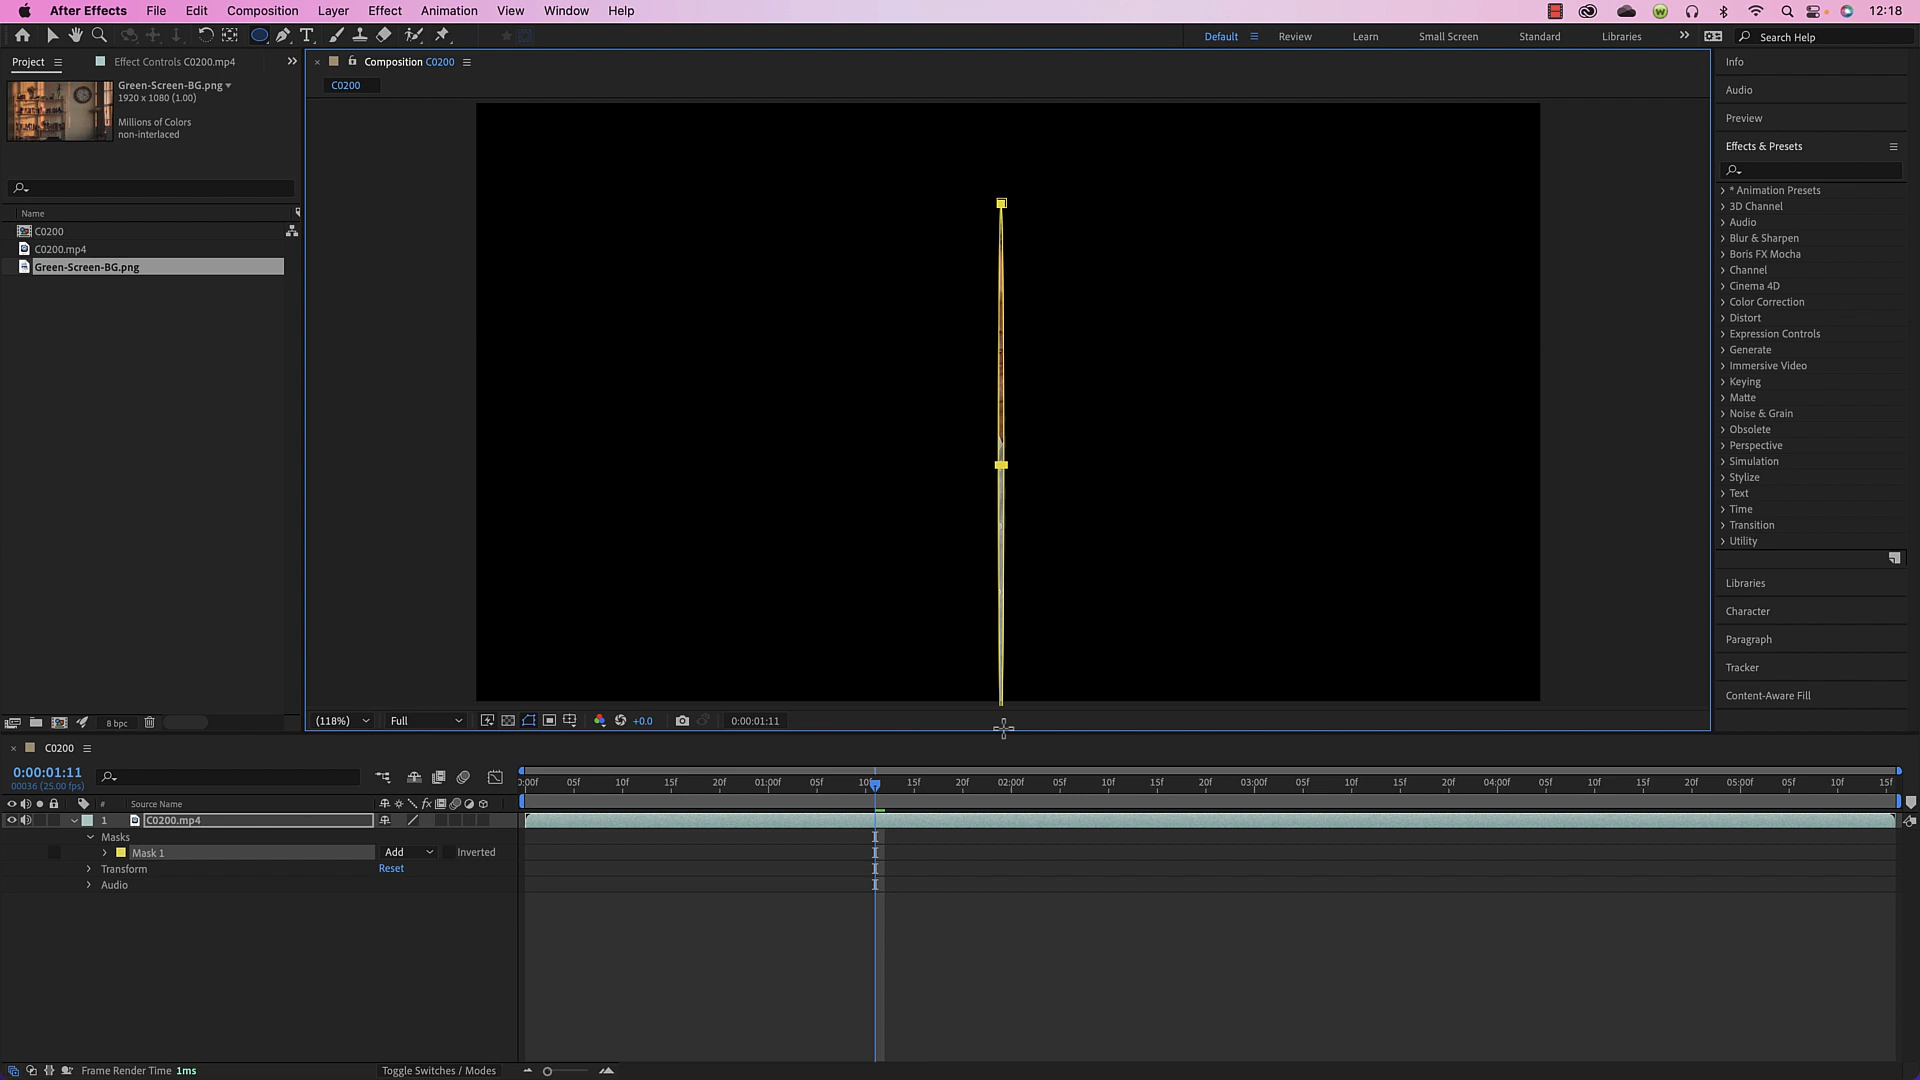 After Effects File Edit Composition Layer Effect Animation View Window Help 12:18
Default Review Learn Small Screen Standard Libraries Search Help
Project Effect Controls C0200.mp4
Composition C0200
C0200
Green-Screen-BG.png
1920 x 1080 (1.00)
Millions of Colors
non-interlaced
Name
C0200
C0200.mp4
Green-Screen-BG.png
8 bpc
(118%) Full +0.0 0:00:01:11
Info
Audio
Preview
Effects & Presets
* Animation Presets
3D Channel
Audio
Blur & Sharpen
Boris FX Mocha
Channel
Cinema 4D
Color Correction
Distort
Expression Controls
Generate
Immersive Video
Keying
Matte
Noise & Grain
Obsolete
Perspective
Simulation
Stylize
Text
Time
Transition
Utility
Libraries
Character
Paragraph
Tracker
Content-Aware Fill
C0200
0:00:01:11
00036 (25.00 fps)
0:00f 05f 10f 15f 20f 01:00f 05f 10f 15f 20f 02:00f 05f 10f 15f 20f 03:00f 05f 10f 15f 20f 04:00f 05f 10f 15f 20f 05:00f 05f 10f 15f
# Source Name
1 C0200.mp4
Masks
Mask 1 Add Inverted
Transform Reset
Audio
Frame Render Time 1ms Toggle Switches / Modes